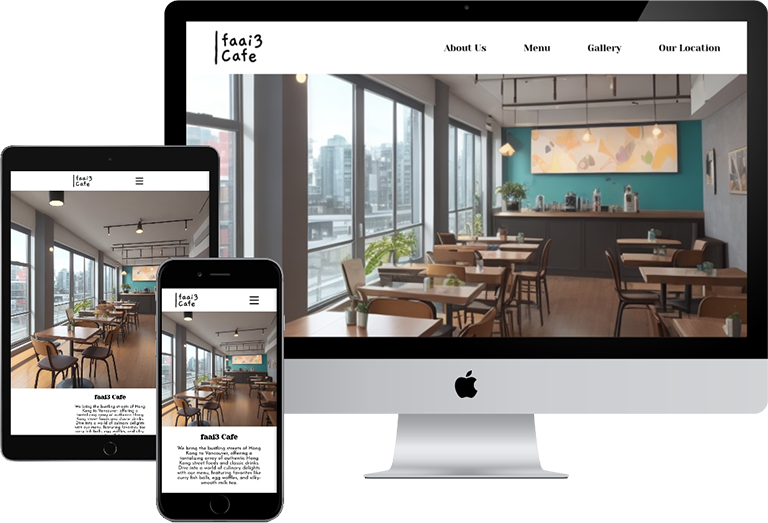 faai3
Cafe
About Us
Menu
Gallery
Our Location
faai3
Cafe
faai3 Cafe
We bring the bustling streets of Hong
Kong to Vancouver, offering a
tantalizing array of authentic Hong
Kong street foods and classic drinks.
Dive into a world of culinary delights
with our menu, featuring favorites like
curry fish balls, egg waffles, and silky-
faai3
Cafe
faai3 Cafe
We bring the bustling streets of Hong
Kong to Vancouver, offering a
tantalizing array of authentic Hong
Kong street foods and classic drinks.
Dive into a world of culinary delights
with our menu, featuring favorites like
curry fish balls, egg waffles, and silky-
smooth milk tea.